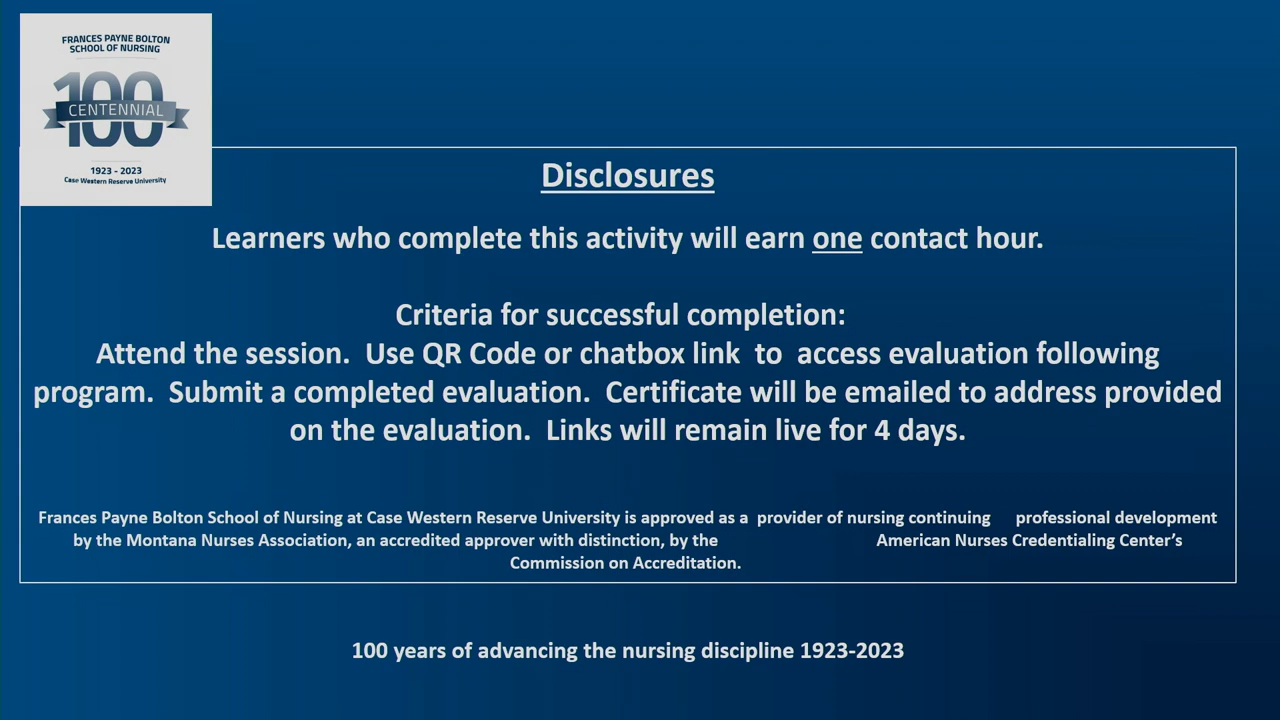 FRANCES PAYNE BOLTON
SCHOOL OF NURSING
100
CENTENNIAL
1923 - 2023
Case Western Reserve University
Disclosures
Learners who complete this activity will earn one contact hour.
Criteria for successful completion:
Attend the session. Use QR Code or chatbox link to access evaluation following
program. Submit a completed evaluation. Certificate will be emailed to address provided
on the evaluation. Links will remain live for 4 days.
Frances Payne Bolton School of Nursing at Case Western Reserve University is approved as a provider of nursing continuing professional development
by the Montana Nurses Association, an accredited approver with distinction, by the American Nurses Credentialing Center's
Commission on Accreditation.
100 years of advancing the nursing discipline 1923-2023